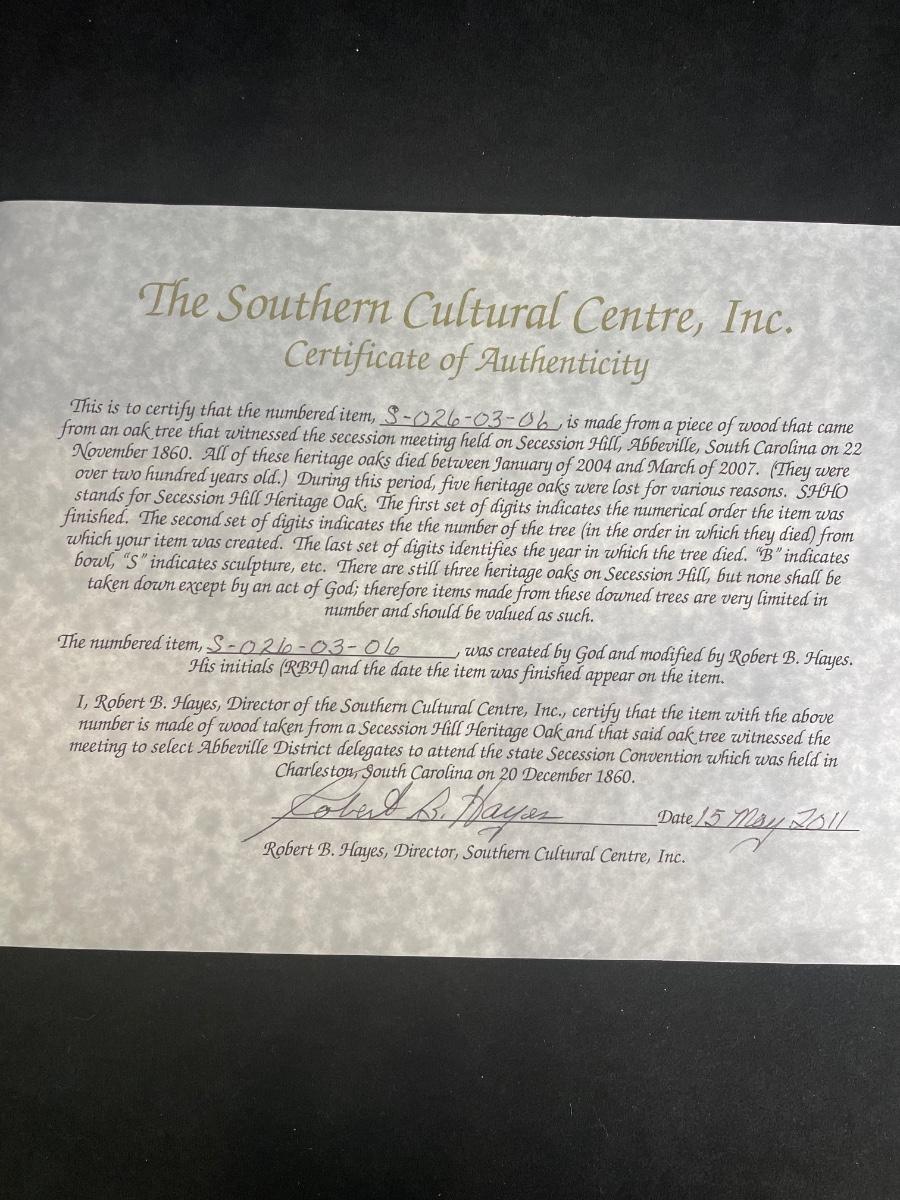 The Southern Cultural Centre, Inc.
Certificate of Authenticity
This is to certify that the numbered item, S-026-03-06, is made from a piece of wood that came
from an oak tree that witnessed the secession meeting held on Secession Hill, Abbeville, South Carolina on 22
November 1860. All of these heritage oaks died between January of 2004 and March of 2007. (They were
over two hundred years old.) During this period, five heritage oaks were lost for various reasons. SHHO
stands for Secession Hill Heritage Oak. The first set of digits indicates the numerical order the item was
finished. The second set of digits indicates the the number of the tree (in the order in which they died) from
which your item was created. The last set of digits identifies the year in which the tree died. "B" indicates
bowl, "S" indicates sculpture, etc. There are still three heritage oaks on Secession Hill, but none shall be
taken down except by an act of God; therefore items made from these downed trees are very limited in
number and should be valued as such.
The numbered item, S-026-03-06, was created by God and modified by Robert B. Hayes.
His initials (RBH) and the date the item was finished appear on the item.
I, Robert B. Hayes, Director of the Southern Cultural Centre, Inc., certify that the item with the above
number is made of wood taken from a Secession Hill Heritage Oak and that said oak tree witnessed the
meeting to select Abbeville District delegates to attend the state Secession Convention which was held in
Charleston, South Carolina on 20 December 1860.
Robert B. Hayes Date 15 May 2011
Robert B. Hayes, Director, Southern Cultural Centre, Inc.